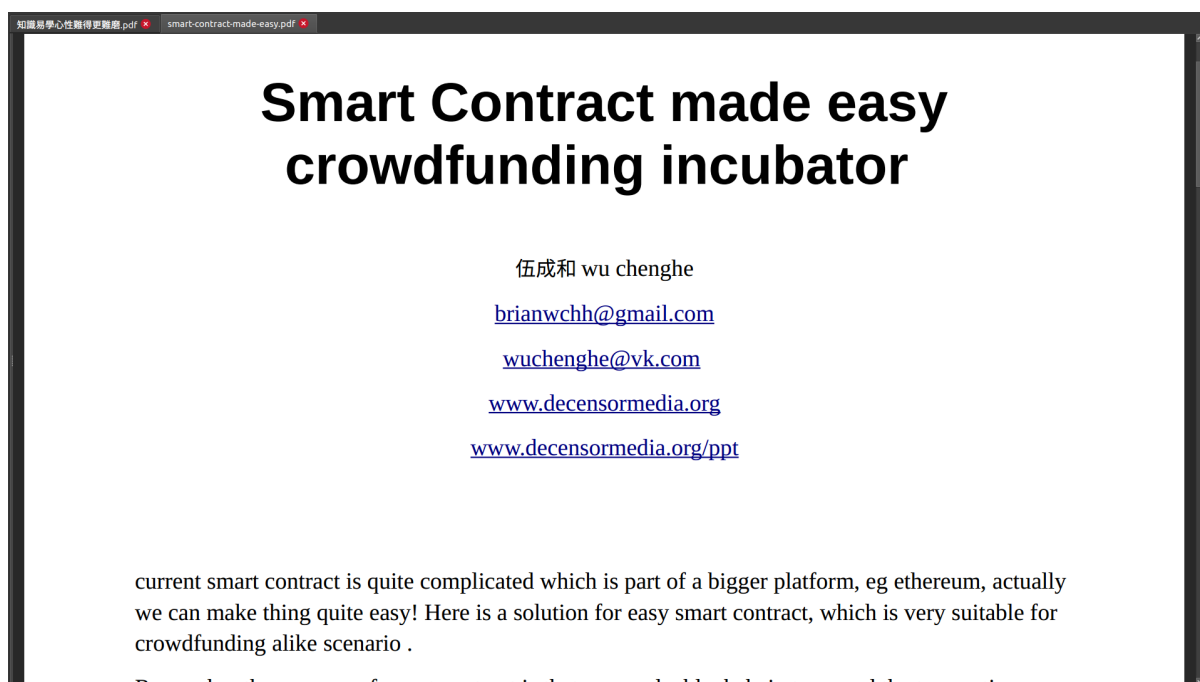 知識易學心性難得更難磨.pdf smart-contract-made-easy.pdf
Smart Contract made easy
crowdfunding incubator
伍成和 wu chenghe
brianwchh@gmail.com
wuchenghe@vk.com
www.decensormedia.org
www.decensormedia.org/ppt
current smart contract is quite complicated which is part of a bigger platform, eg ethereum, actually
we can make thing quite easy! Here is a solution for easy smart contract, which is very suitable for
crowdfunding alike scenario .